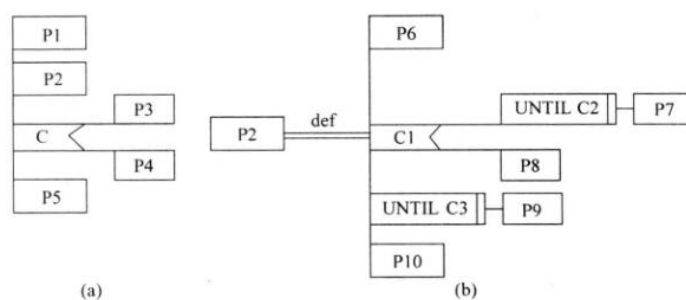 P1
P2
P3
C
P4
P5
(a)
P6
UNTIL C2
P7
def
P2
C1
P8
UNTIL C3
P9
P10
(b)